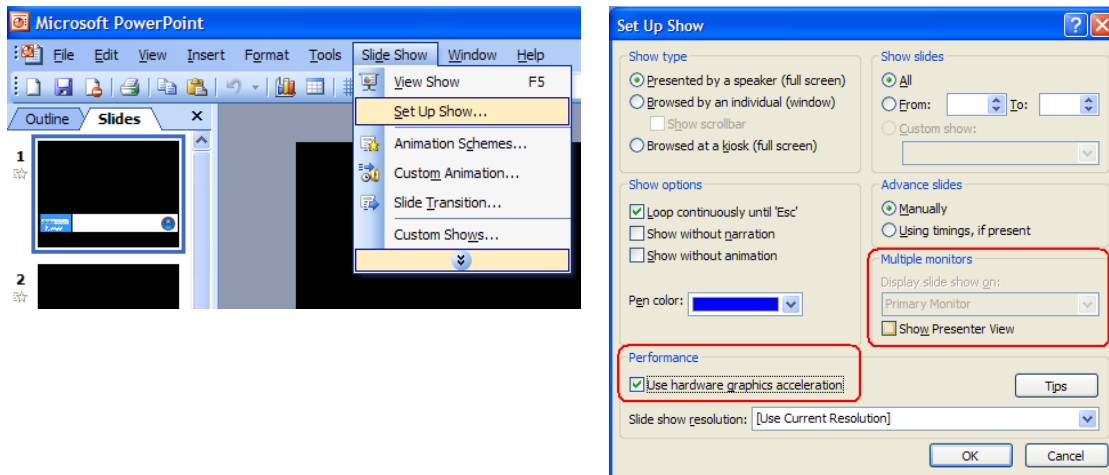 Microsoft PowerPoint
File Edit View Insert Format Tools Slide Show Window Help
Outline Slides
1
2
View Show F5
Set Up Show...
Animation Schemes...
Custom Animation...
Slide Transition...
Custom Shows...
Set Up Show
Show type
Presented by a speaker (full screen)
Browsed by an individual (window)
Show scrollbar
Browsed at a kiosk (full screen)
Show slides
All
From: To:
Custom show:
Show options
Loop continuously until 'Esc'
Show without narration
Show without animation
Pen color:
Advance slides
Manually
Using timings, if present
Multiple monitors
Display slide show on:
Primary Monitor
Show Presenter View
Performance
Use hardware graphics acceleration
Tips
Slide show resolution: [Use Current Resolution]
OK Cancel